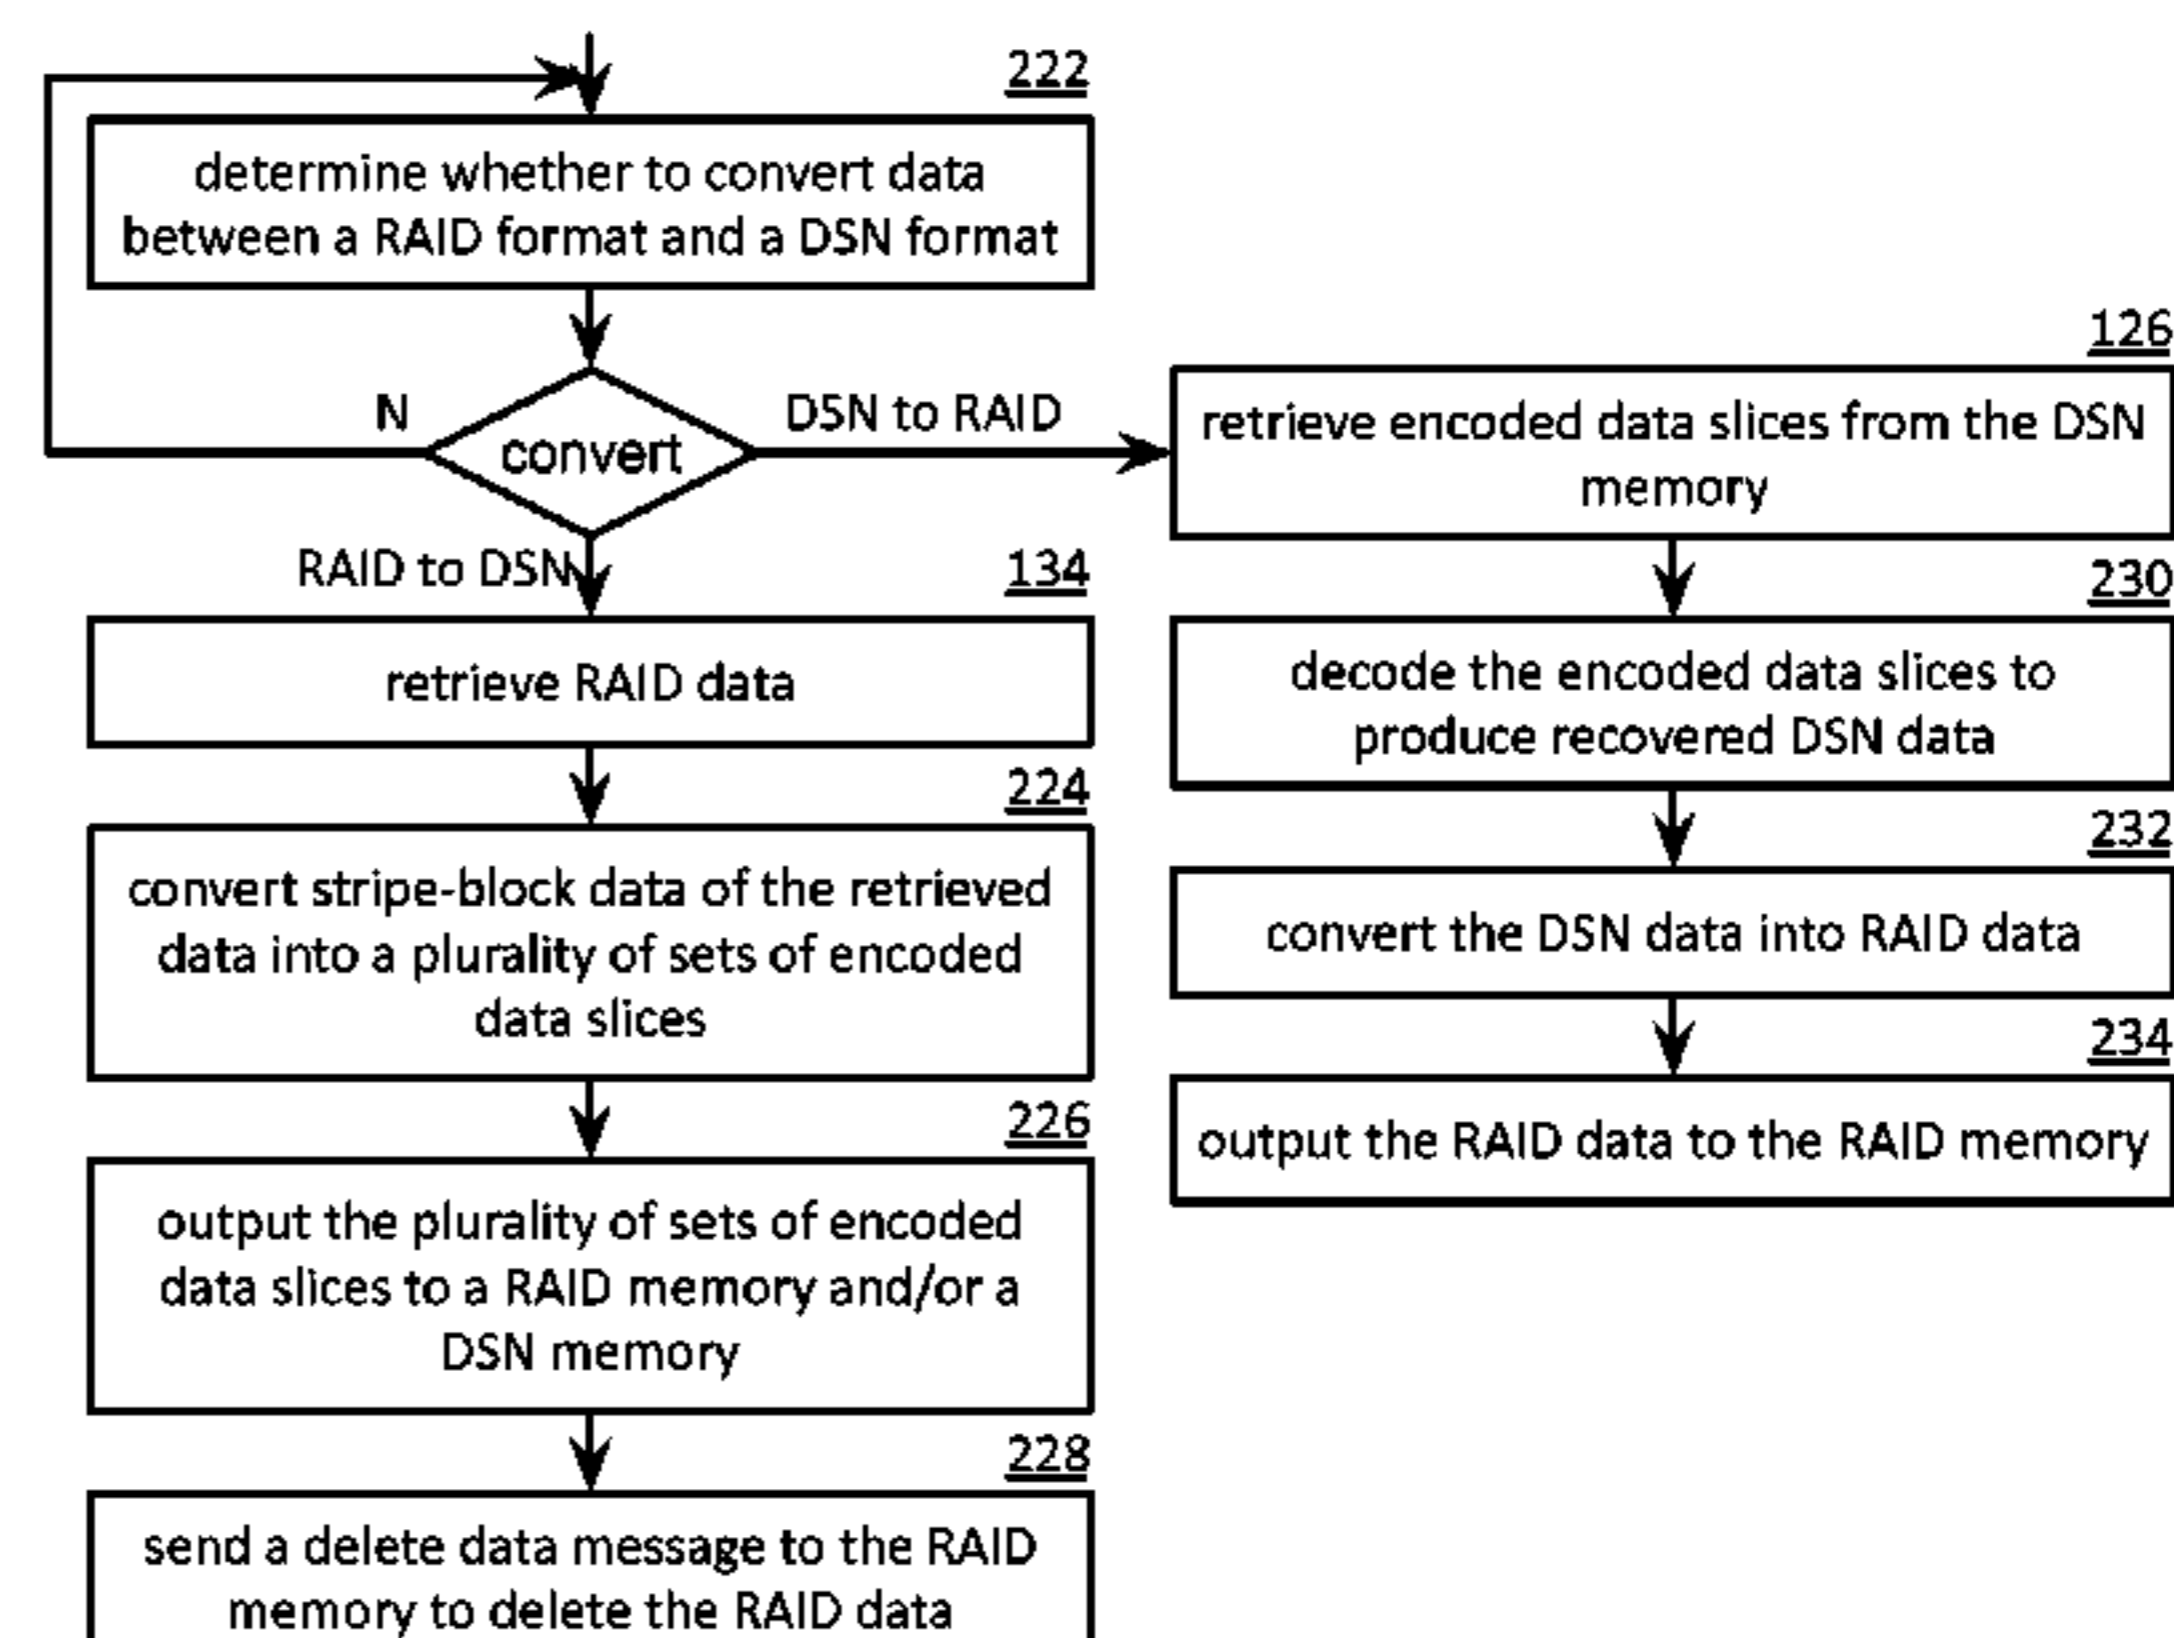 222
determine whether to convert data
between a RAID format and a DSN format
N
convert
DSN to RAID
RAID to DSN
134
retrieve RAID data
224
convert stripe-block data of the retrieved
data into a plurality of sets of encoded
data slices
226
output the plurality of sets of encoded
data slices to a RAID memory and/or a
DSN memory
228
send a delete data message to the RAID
memory to delete the RAID data
126
retrieve encoded data slices from the DSN
memory
230
decode the encoded data slices to
produce recovered DSN data
232
convert the DSN data into RAID data
234
output the RAID data to the RAID memory